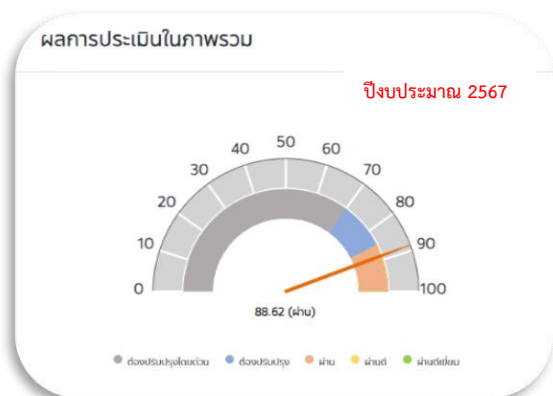 ผลการประเมินในภาพรวม
ปีงบประมาณ 2567
0
10
20
30
40
50
60
70
80
90
100
88.62 (ผ่าน)
ต้องปรับปรุงโดยด่วน ต้องปรับปรุง ผ่าน ผ่านดี ผ่านดีเยี่ยม